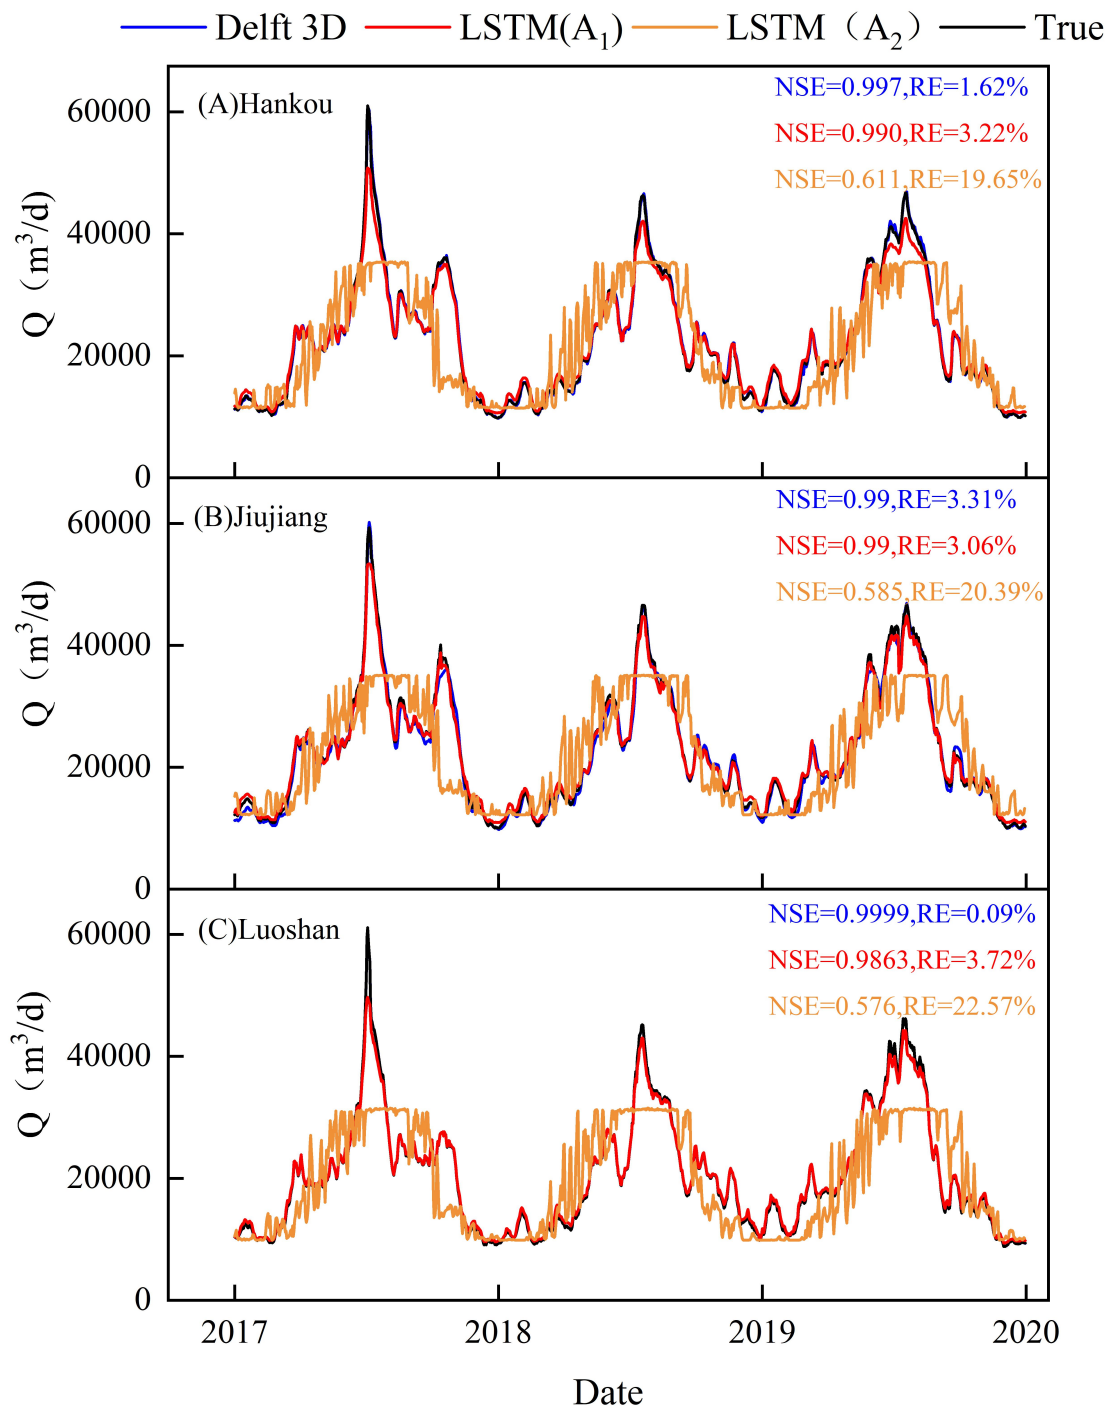 Delft 3D LSTM(A1) LSTM（A2） True
(A)Hankou
NSE=0.997,RE=1.62%
NSE=0.990,RE=3.22%
NSE=0.611,RE=19.65%
60000
40000
20000
0
Q（m³/d）
(B)Jiujiang
NSE=0.99,RE=3.31%
NSE=0.99,RE=3.06%
NSE=0.585,RE=20.39%
60000
40000
20000
0
Q（m³/d）
(C)Luoshan
NSE=0.9999,RE=0.09%
NSE=0.9863,RE=3.72%
NSE=0.576,RE=22.57%
60000
40000
20000
0
Q（m³/d）
2017 2018 2019 2020
Date